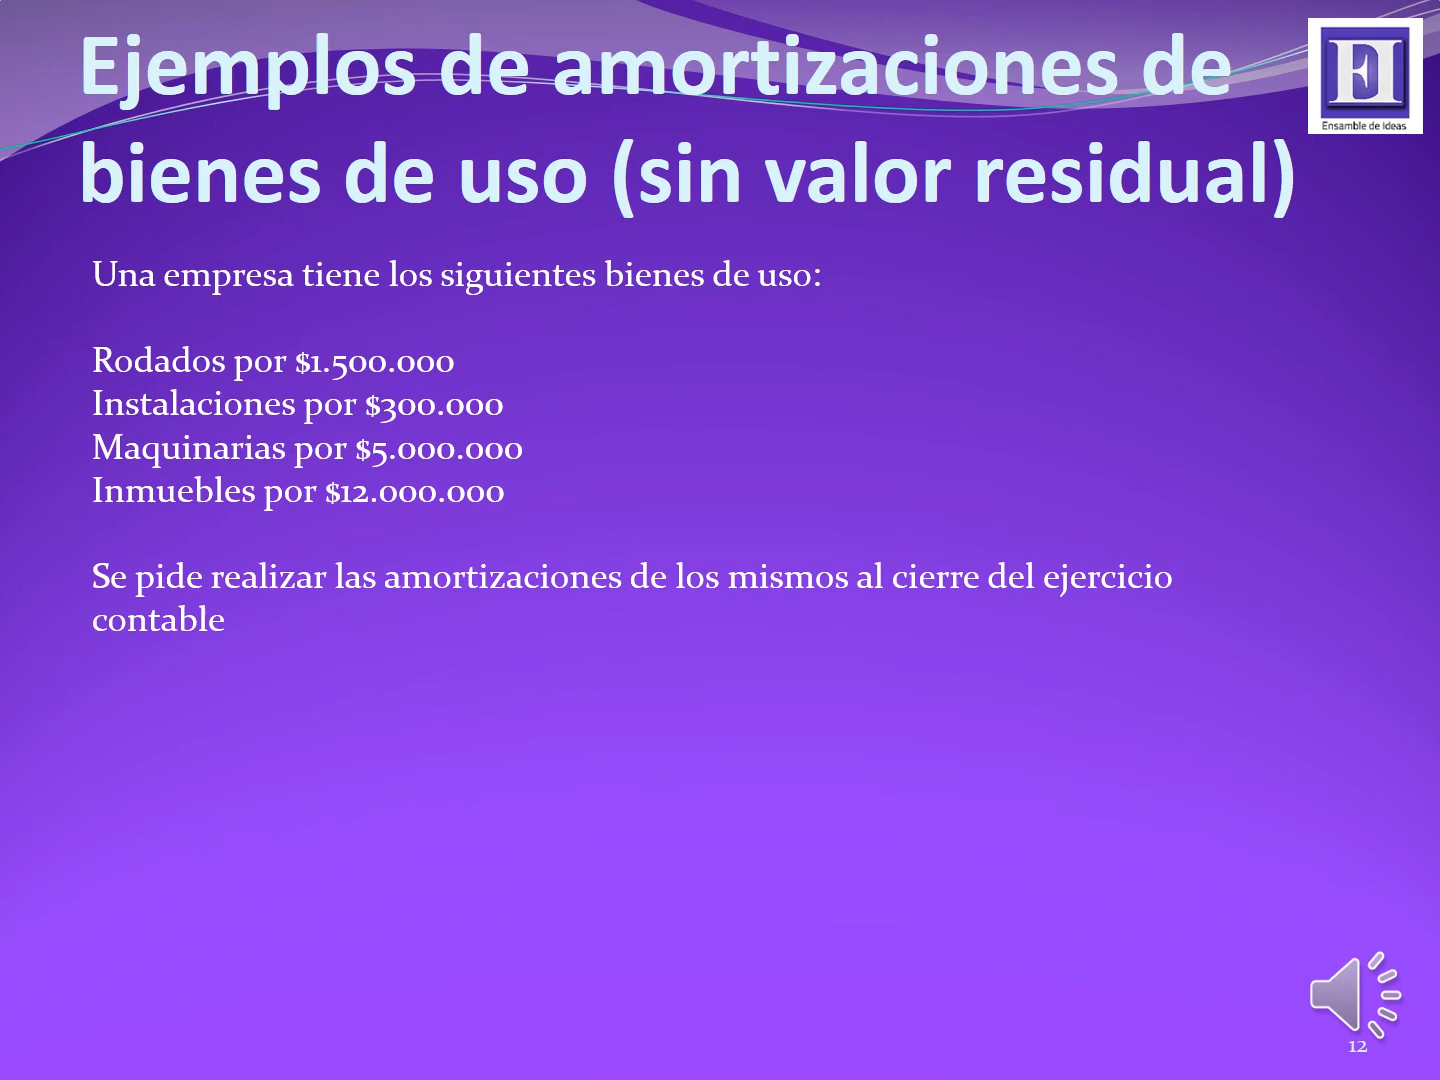 Ejemplos de amortizaciones de
bienes de uso (sin valor residual)
EI
Ensamble de Ideas
Una empresa tiene los siguientes bienes de uso:
Rodados por $1.500.000
Instalaciones por $300.000
Maquinarias por $5.000.000
Inmuebles por $12.000.000
Se pide realizar las amortizaciones de los mismos al cierre del ejercicio
contable
12